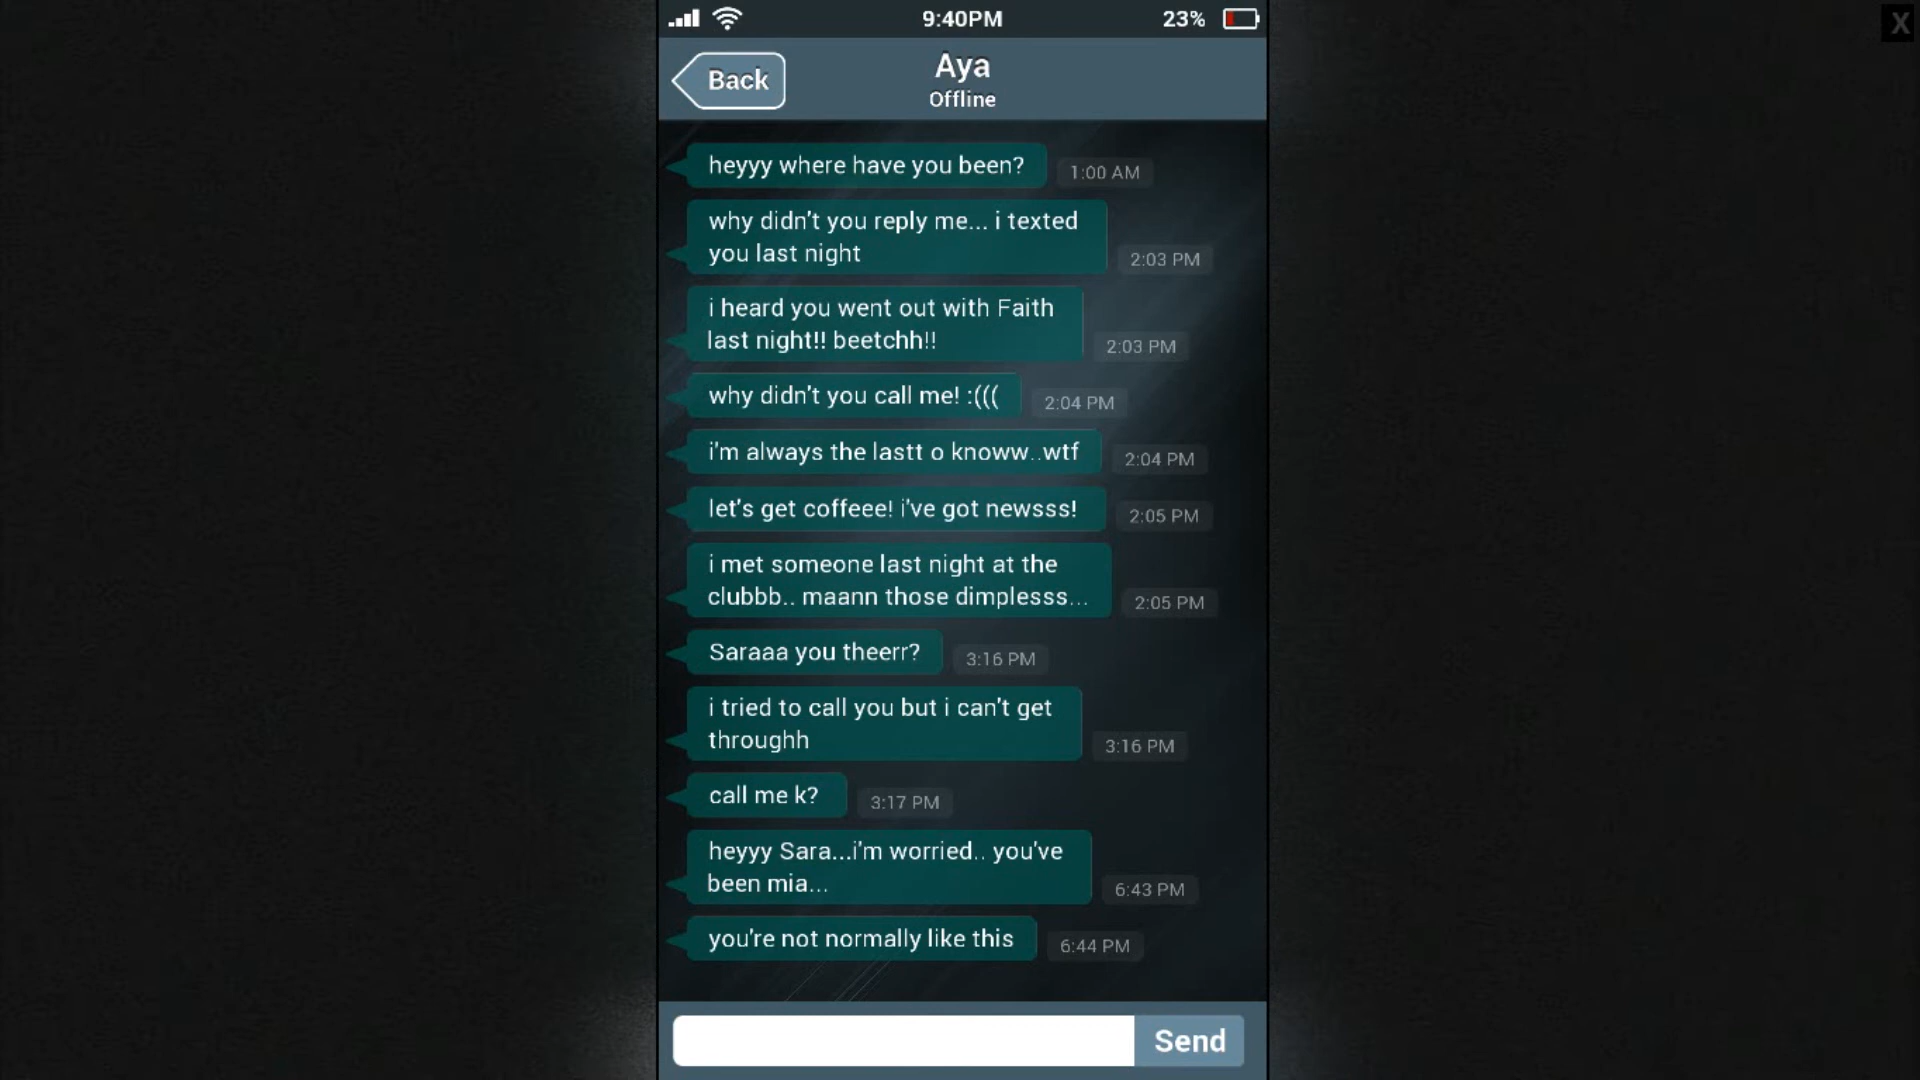 9:40PM
23%
X
Back
Aya
Offline
heyyy where have you been?
1:00 AM
why didn't you reply me... i texted
you last night
2:03 PM
i heard you went out with Faith
last night!! beetchh!!
2:03 PM
why didn't you call me! :(((
2:04 PM
i'm always the lastt o knoww..wtf
2:04 PM
let's get coffeee! i've got newsss!
2:05 PM
i met someone last night at the
clubbb.. maann those dimplesss...
2:05 PM
Saraaa you theerr?
3:16 PM
i tried to call you but i can't get
throughh
3:16 PM
call me k?
3:17 PM
heyyy Sara...i'm worried.. you've
been mia...
6:43 PM
you're not normally like this
6:44 PM
Send